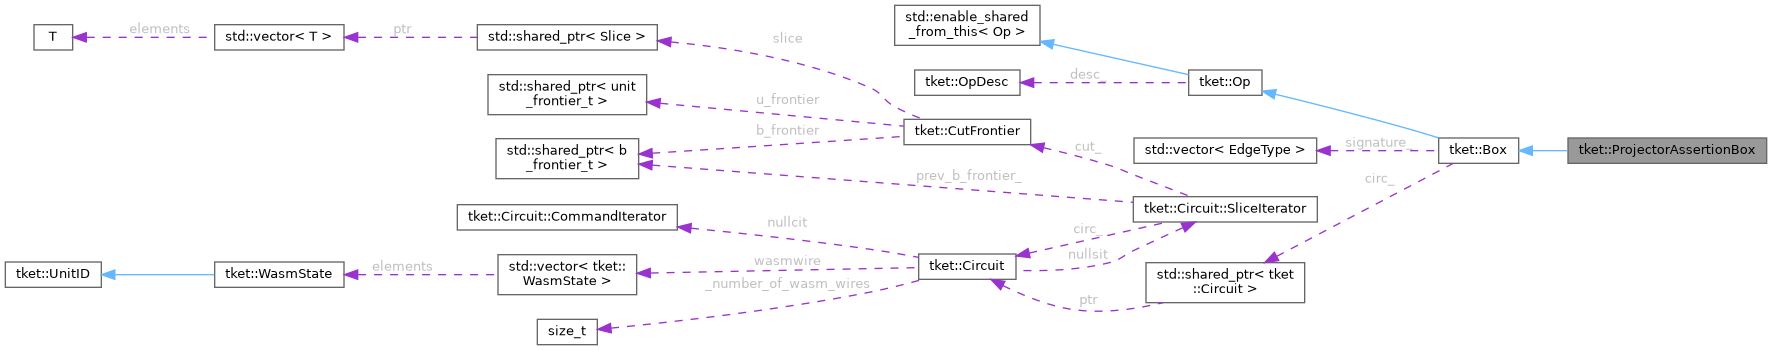 std::enable_shared
_from_this< Op >
T
elements
std::vector< T >
ptr
std::shared_ptr< Slice >
slice
tket::OpDesc
desc_
tket::Op
std::shared_ptr< unit
_frontier_t >
u_frontier
b_frontier
tket::CutFrontier
std::shared_ptr< b
_frontier_t >
cut_
std::vector< EdgeType >
signature_
tket::Box
tket::ProjectorAssertionBox
prev_b_frontier_
circ_
tket::Circuit::CommandIterator
nullcit
tket::Circuit::SliceIterator
circ_
nullsit
tket::UnitID
tket::WasmState
elements
std::vector< tket::
WasmState >
wasmwire
_number_of_wasm_wires
tket::Circuit
std::shared_ptr< tket
::Circuit >
ptr
size_t